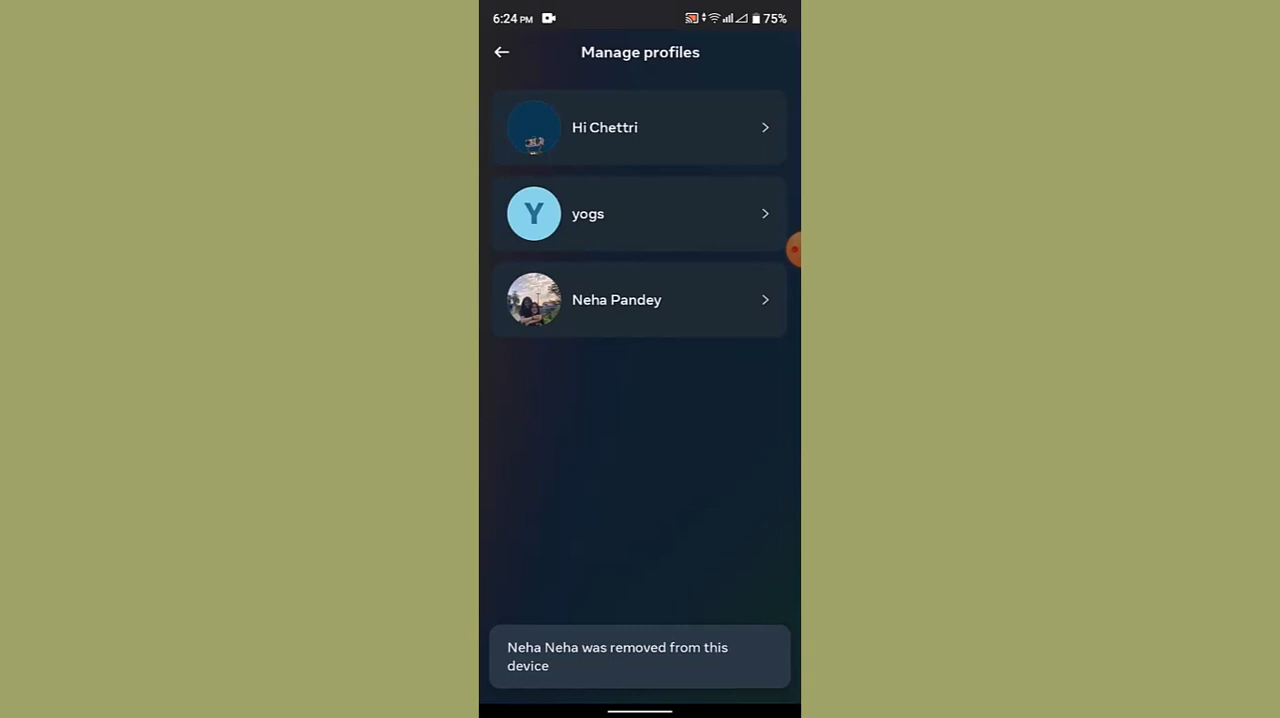 6:24 PM
75%
Manage profiles
Hi Chettri
Y
yogs
Neha Pandey
Neha Neha was removed from this
device